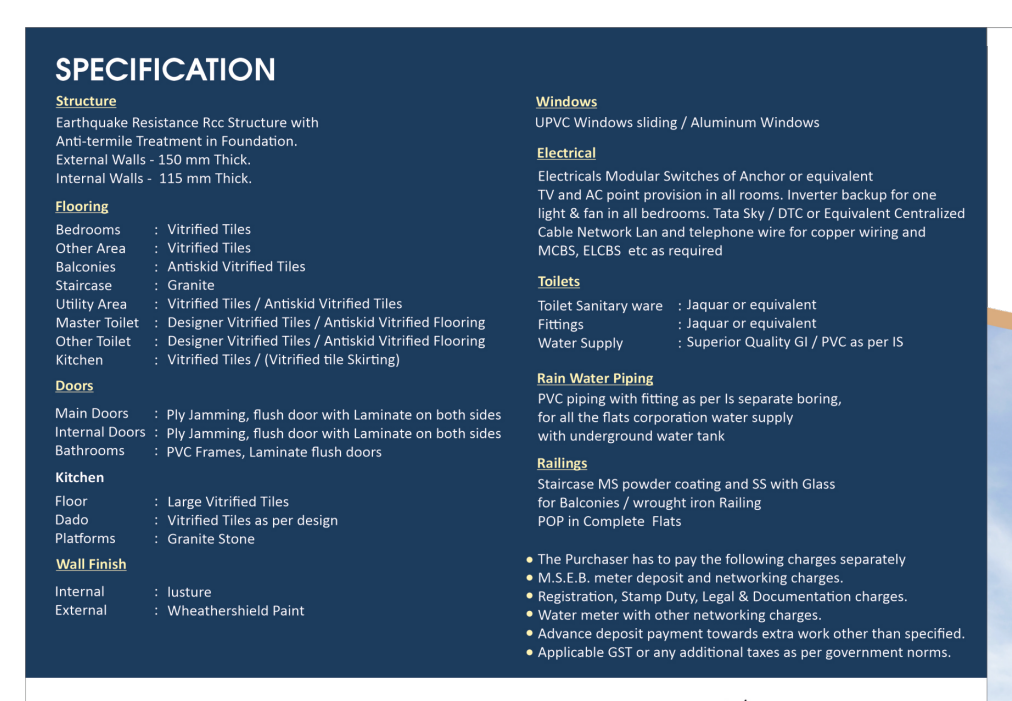 SPECIFICATION
Structure
Earthquake Resistance Rcc Structure with
Anti-termile Treatment in Foundation.
External Walls - 150 mm Thick.
Internal Walls - 115 mm Thick.
Flooring
Bedrooms : Vitrified Tiles
Other Area : Vitrified Tiles
Balconies : Antiskid Vitrified Tiles
Staircase : Granite
Utility Area : Vitrified Tiles / Antiskid Vitrified Tiles
Master Toilet : Designer Vitrified Tiles / Antiskid Vitrified Flooring
Other Toilet : Designer Vitrified Tiles / Antiskid Vitrified Flooring
Kitchen : Vitrified Tiles / (Vitrified tile Skirting)
Doors
Main Doors : Ply Jamming, flush door with Laminate on both sides
Internal Doors : Ply Jamming, flush door with Laminate on both sides
Bathrooms : PVC Frames, Laminate flush doors
Kitchen
Floor : Large Vitrified Tiles
Dado : Vitrified Tiles as per design
Platforms : Granite Stone
Wall Finish
Internal : lusture
External : Wheathershield Paint
Windows
UPVC Windows sliding / Aluminum Windows
Electrical
Electricals Modular Switches of Anchor or equivalent
TV and AC point provision in all rooms. Inverter backup for one
light & fan in all bedrooms. Tata Sky / DTC or Equivalent Centralized
Cable Network Lan and telephone wire for copper wiring and
MCBS, ELCBS etc as required
Toilets
Toilet Sanitary ware : Jaquar or equivalent
Fittings : Jaquar or equivalent
Water Supply : Superior Quality GI / PVC as per IS
Rain Water Piping
PVC piping with fitting as per Is separate boring,
for all the flats corporation water supply
with underground water tank
Railings
Staircase MS powder coating and SS with Glass
for Balconies / wrought iron Railing
POP in Complete Flats
• The Purchaser has to pay the following charges separately
• M.S.E.B. meter deposit and networking charges.
• Registration, Stamp Duty, Legal & Documentation charges.
• Water meter with other networking charges.
• Advance deposit payment towards extra work other than specified.
• Applicable GST or any additional taxes as per government norms.